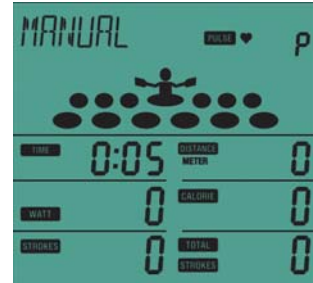 MANUAL PULSE P
TIME 0:05 DISTANCE METER 0
WATT 0 CALORIE 0
STROKES 0 TOTAL STROKES 0